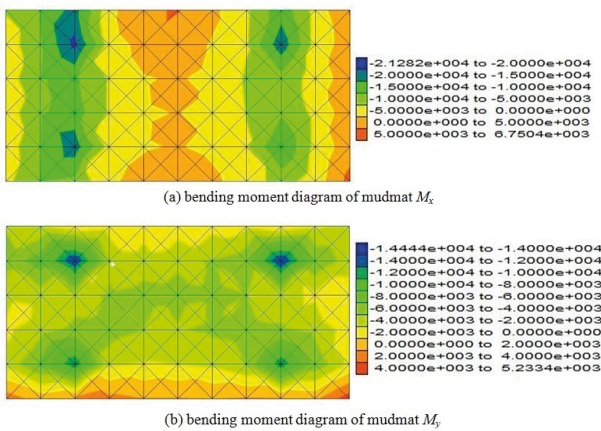 -2.1282e+004 to -2.0000e+004
-2.0000e+004 to -1.5000e+004
-1.5000e+004 to -1.0000e+004
-1.0000e+004 to -5.0000e+003
-5.0000e+003 to 0.0000e+000
0.0000e+000 to 5.0000e+003
5.0000e+003 to 6.7504e+003
(a) bending moment diagram of mudmat Mx
-1.4444e+004 to -1.4000e+004
-1.4000e+004 to -1.2000e+004
-1.2000e+004 to -1.0000e+004
-1.0000e+004 to -8.0000e+003
-8.0000e+003 to -6.0000e+003
-6.0000e+003 to -4.0000e+003
-4.0000e+003 to -2.0000e+003
-2.0000e+003 to 0.0000e+000
0.0000e+000 to 2.0000e+003
2.0000e+003 to 4.0000e+003
4.0000e+003 to 5.2334e+003
(b) bending moment diagram of mudmat My